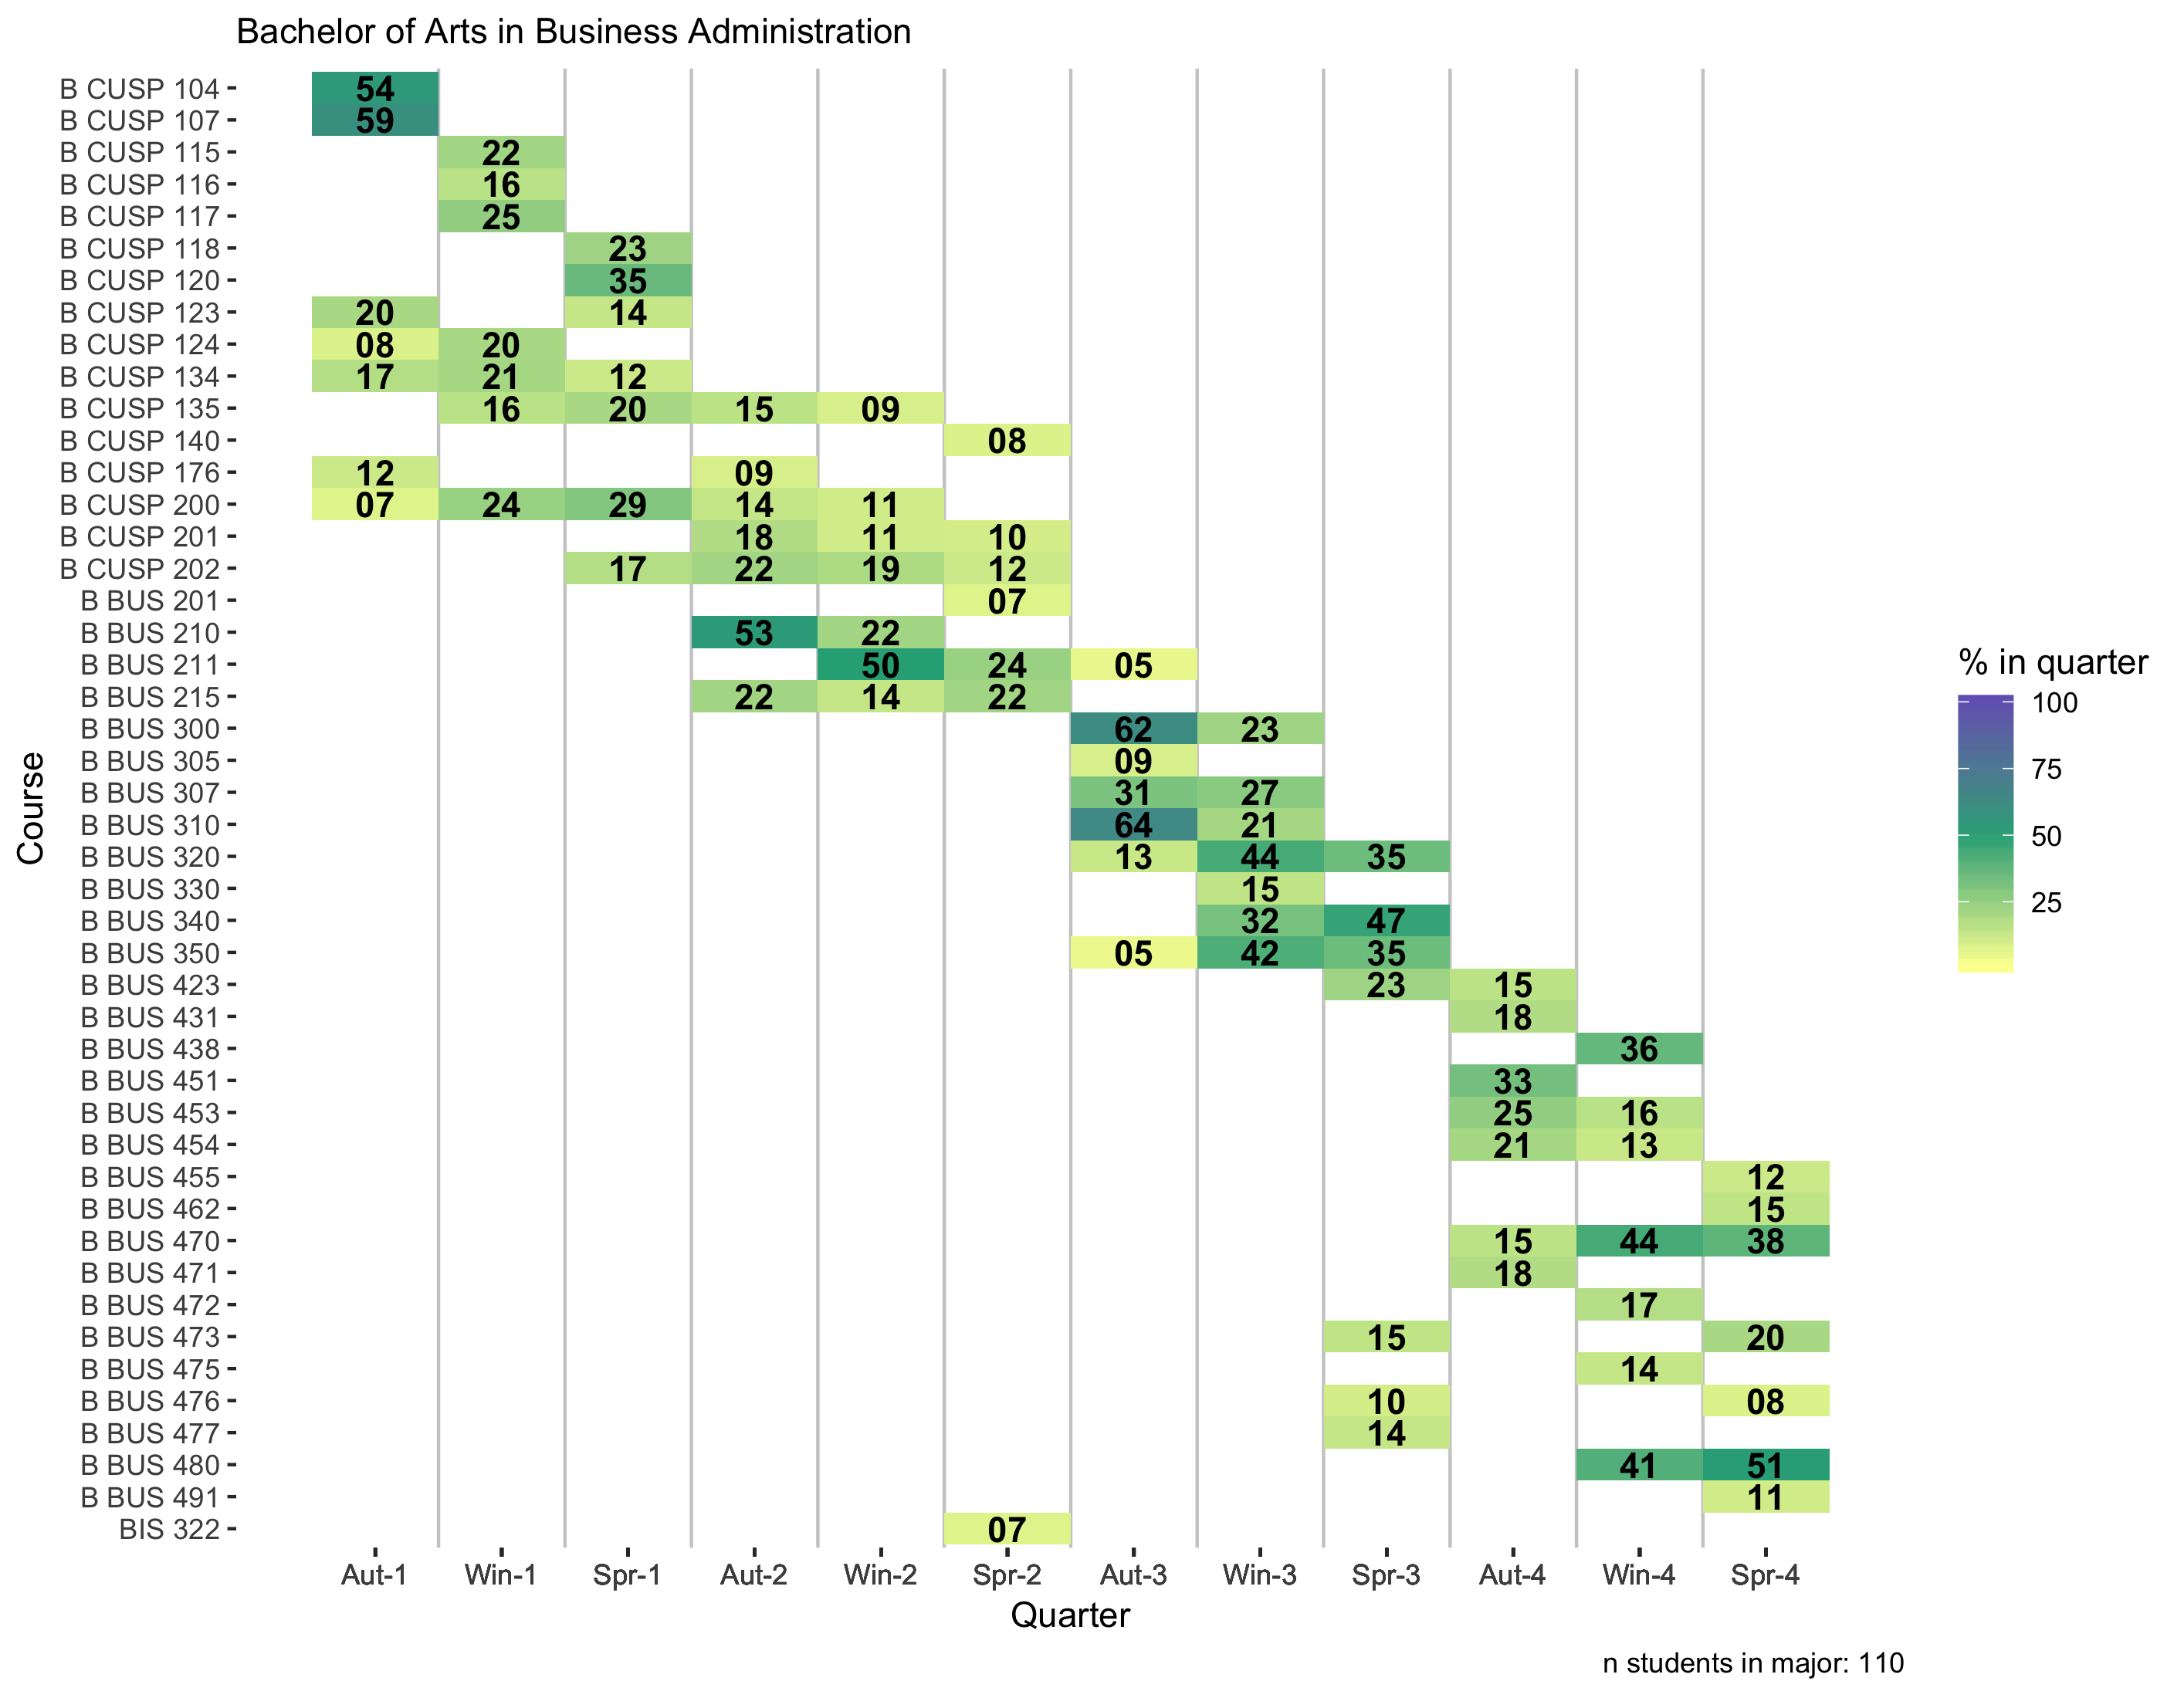 Bachelor of Arts in Business Administration
B CUSP 104 54
B CUSP 107 59
B CUSP 115 22
B CUSP 116 16
B CUSP 117 25
B CUSP 118 23
B CUSP 120 35
B CUSP 123 20 14
B CUSP 124 08 20
B CUSP 134 17 21 12
B CUSP 135 16 20 15 09
B CUSP 140 08
B CUSP 176 12 09
B CUSP 200 07 24 29 14 11
B CUSP 201 18 11 10
B CUSP 202 17 22 19 12
B BUS 201 07
B BUS 210 53 22
B BUS 211 50 24 05
B BUS 215 22 14 22
B BUS 300 62 23
B BUS 305 09
B BUS 307 31 27
B BUS 310 64 21
B BUS 320 13 44 35
B BUS 330 15
B BUS 340 32 47
B BUS 350 05 42 35
B BUS 423 23 15
B BUS 431 18
B BUS 438 36
B BUS 451 33
B BUS 453 25 16
B BUS 454 21 13
B BUS 455 12
B BUS 462 15
B BUS 470 15 44 38
B BUS 471 18
B BUS 472 17
B BUS 473 15 20
B BUS 475 14
B BUS 476 10 08
B BUS 477 14
B BUS 480 41 51
B BUS 491 11
BIS 322 07
Aut-1 Win-1 Spr-1 Aut-2 Win-2 Spr-2 Aut-3 Win-3 Spr-3 Aut-4 Win-4 Spr-4
Quarter
Course
% in quarter
100
75
50
25
n students in major: 110